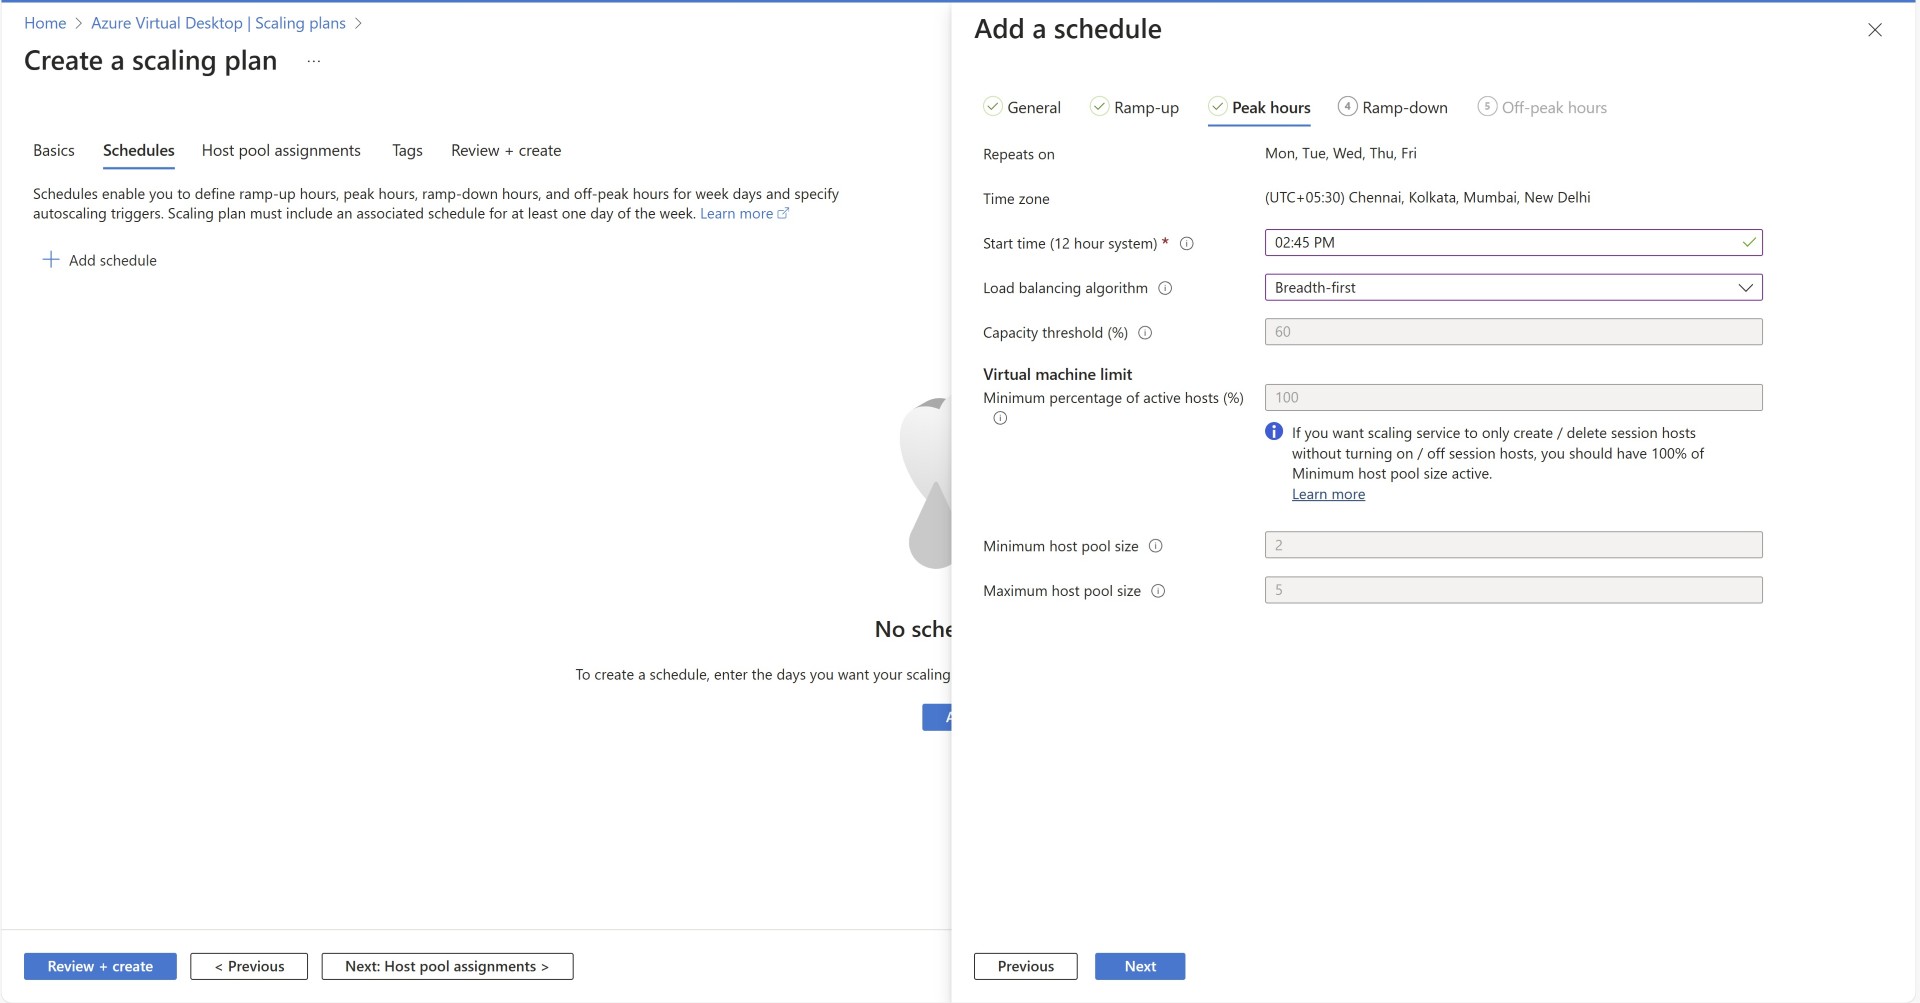 Home > Azure Virtual Desktop | Scaling plans >
Create a scaling plan ...
Basics Schedules Host pool assignments Tags Review + create
Schedules enable you to define ramp-up hours, peak hours, ramp-down hours, and off-peak hours for week days and specify
autoscaling triggers. Scaling plan must include an associated schedule for at least one day of the week. Learn more
Add schedule
No sche
To create a schedule, enter the days you want your scaling
A
Review + create < Previous Next: Host pool assignments >
Add a schedule
General Ramp-up Peak hours 4 Ramp-down 5 Off-peak hours
Repeats on Mon, Tue, Wed, Thu, Fri
Time zone (UTC+05:30) Chennai, Kolkata, Mumbai, New Delhi
Start time (12 hour system) * 02:45 PM
Load balancing algorithm Breadth-first
Capacity threshold (%) 60
Virtual machine limit
Minimum percentage of active hosts (%) 100
If you want scaling service to only create / delete session hosts
without turning on / off session hosts, you should have 100% of
Minimum host pool size active.
Learn more
Minimum host pool size 2
Maximum host pool size 5
Previous Next